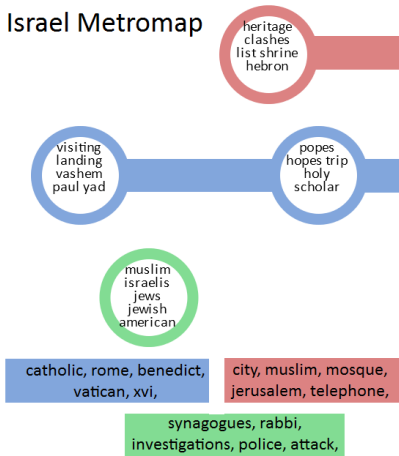 Israel Metromap
heritage
clashes
list shrine
hebron
visiting
landing
vashem
paul yad
popes
hopes trip
holy
scholar
muslim
israelis
jews
jewish
american
catholic, rome, benedict,
vatican, xvi,
city, muslim, mosque,
jerusalem, telephone,
synagogues, rabbi,
investigations, police, attack,